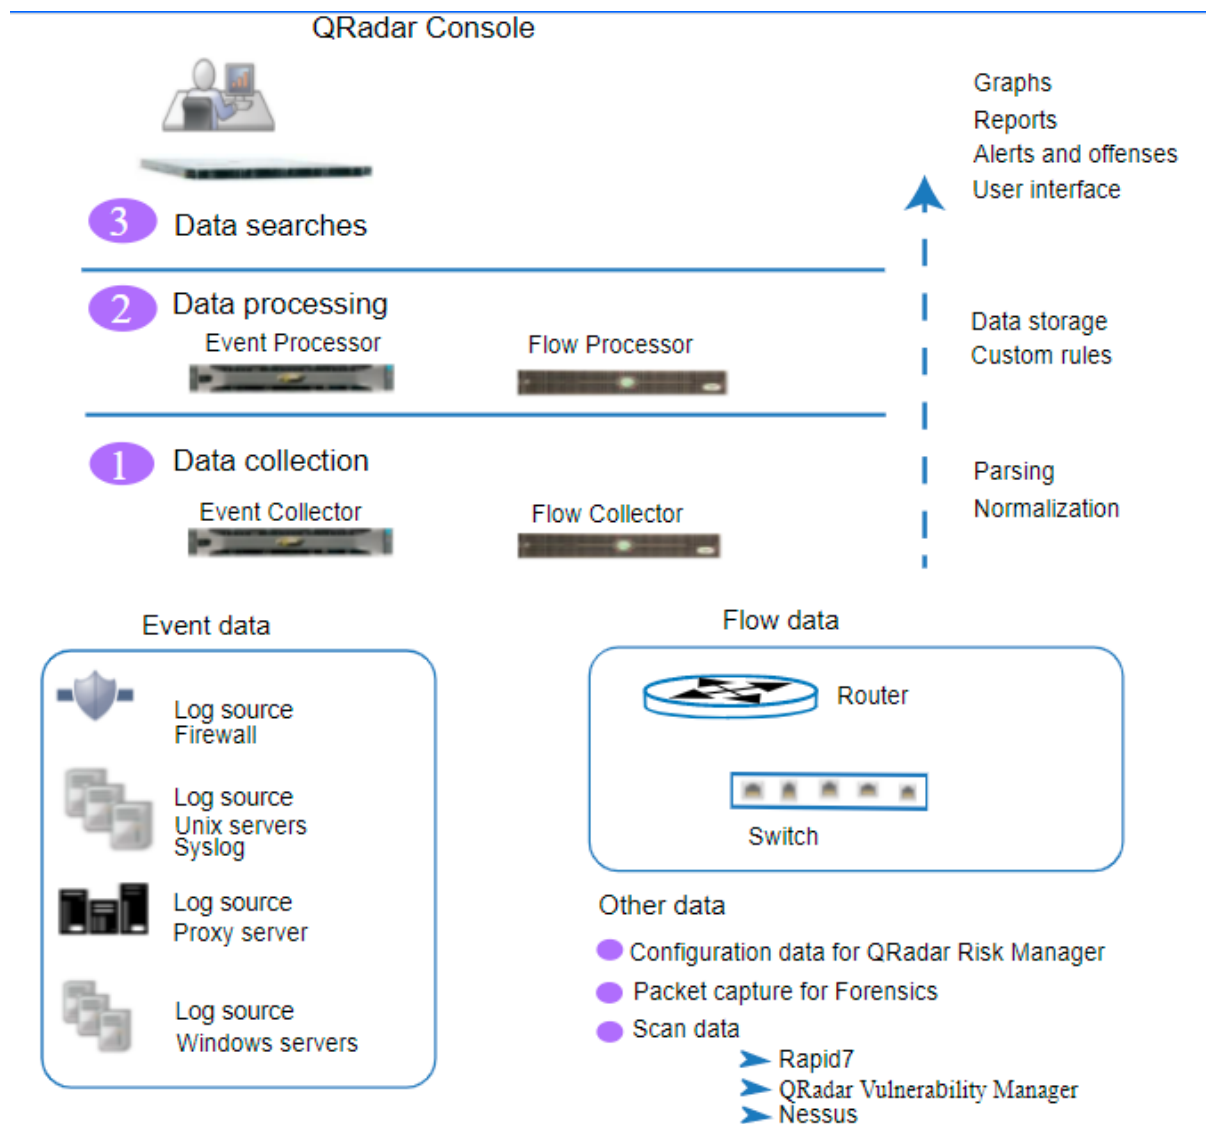 QRadar Console
Graphs
Reports
Alerts and offenses
User interface
3 Data searches
2 Data processing
Event Processor
Flow Processor
Data storage
Custom rules
1 Data collection
Event Collector
Flow Collector
Parsing
Normalization
Event data
Log source
Firewall
Log source
Unix servers
Syslog
Log source
Proxy server
Log source
Windows servers
Flow data
Router
Switch
Other data
Configuration data for QRadar Risk Manager
Packet capture for Forensics
Scan data
Rapid7
QRadar Vulnerability Manager
Nessus